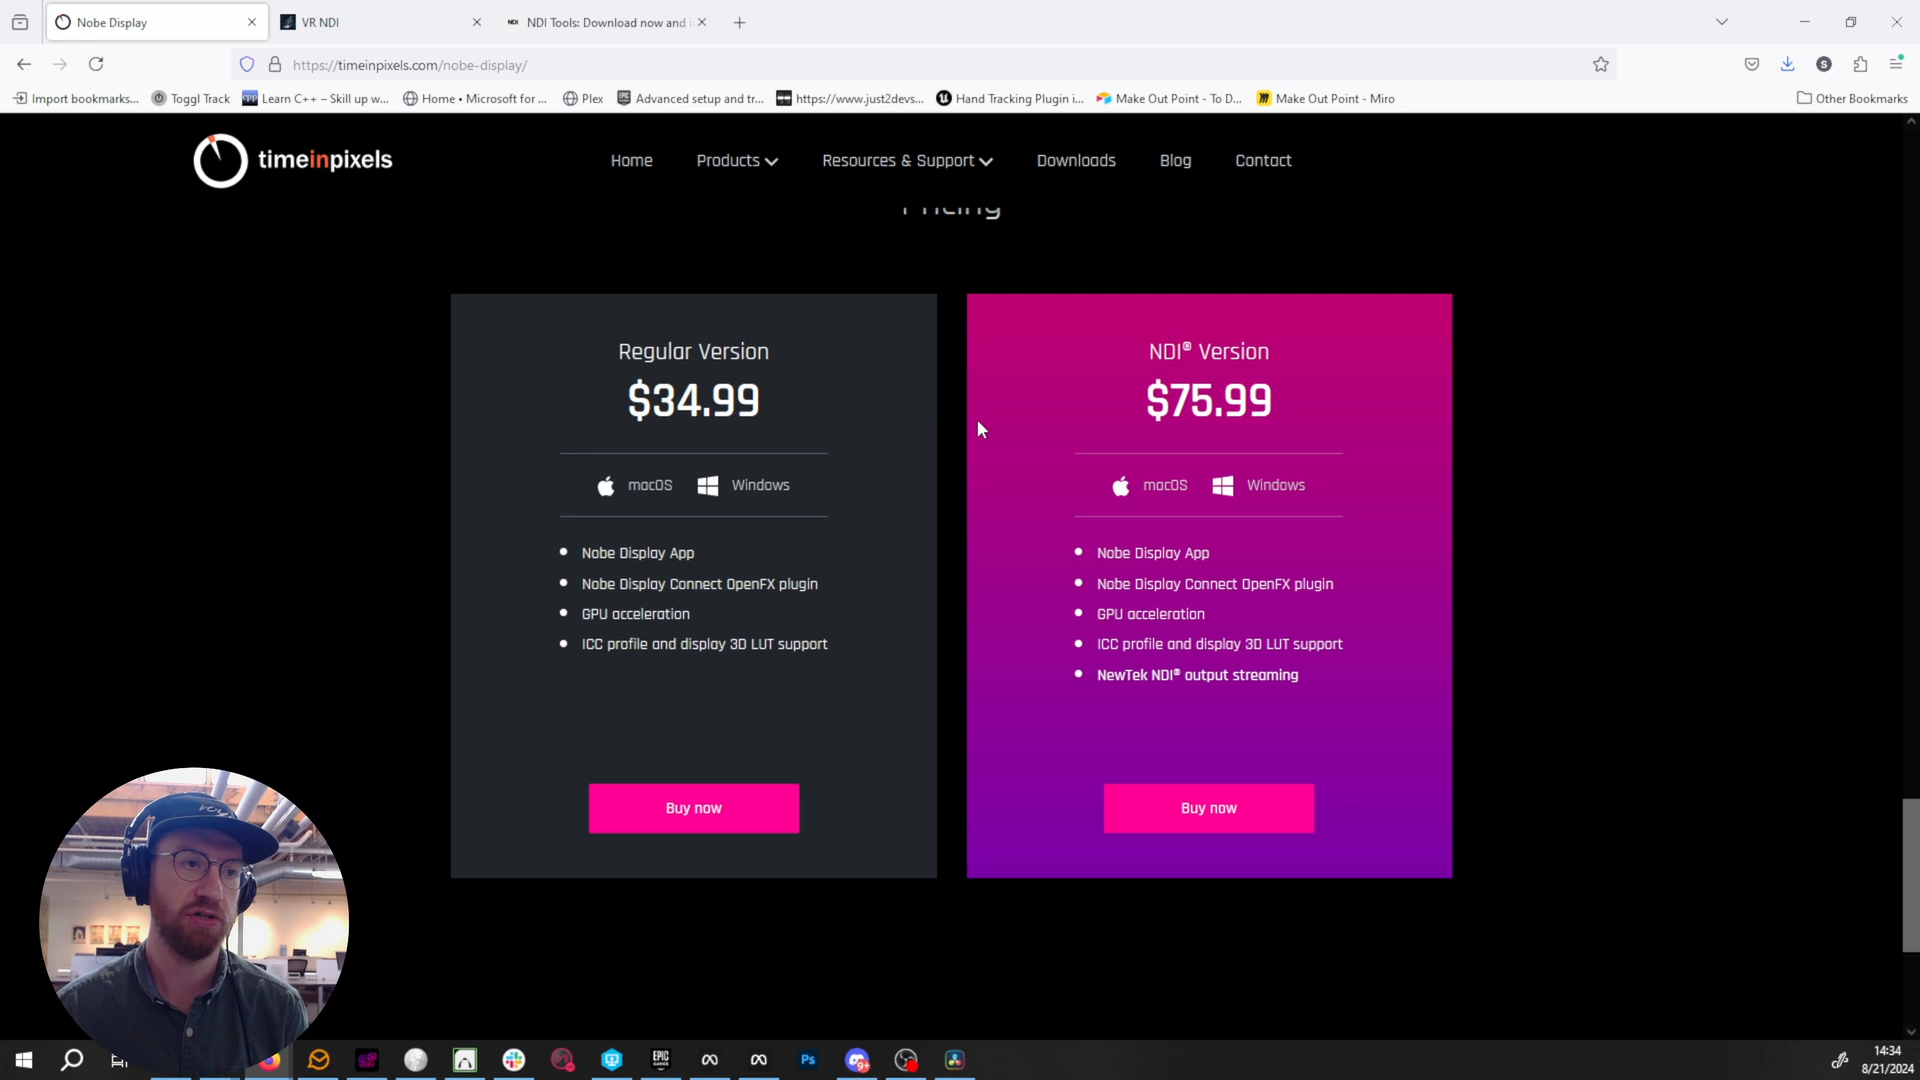 Nobe Display
VR NDI
NDI NDI Tools: Download now and
https://timeinpixels.com/nobe-display/
Import bookmarks...
Toggl Track
Learn C++ – Skill up w...
Home • Microsoft for ...
Plex
Advanced setup and tr...
https://www.just2devs...
Hand Tracking Plugin i...
Make Out Point - To D...
Make Out Point - Miro
Other Bookmarks
timeinpixels
Home
Products
Resources & Support
Downloads
Blog
Contact
Pricing
Regular Version
$34.99
macOS Windows
Nobe Display App
Nobe Display Connect OpenFX plugin
GPU acceleration
ICC profile and display 3D LUT support
Buy now
NDI® Version
$75.99
macOS Windows
Nobe Display App
Nobe Display Connect OpenFX plugin
GPU acceleration
ICC profile and display 3D LUT support
NewTek NDI® output streaming
Buy now
EPIC
Ps
9+
14:34
8/21/2024